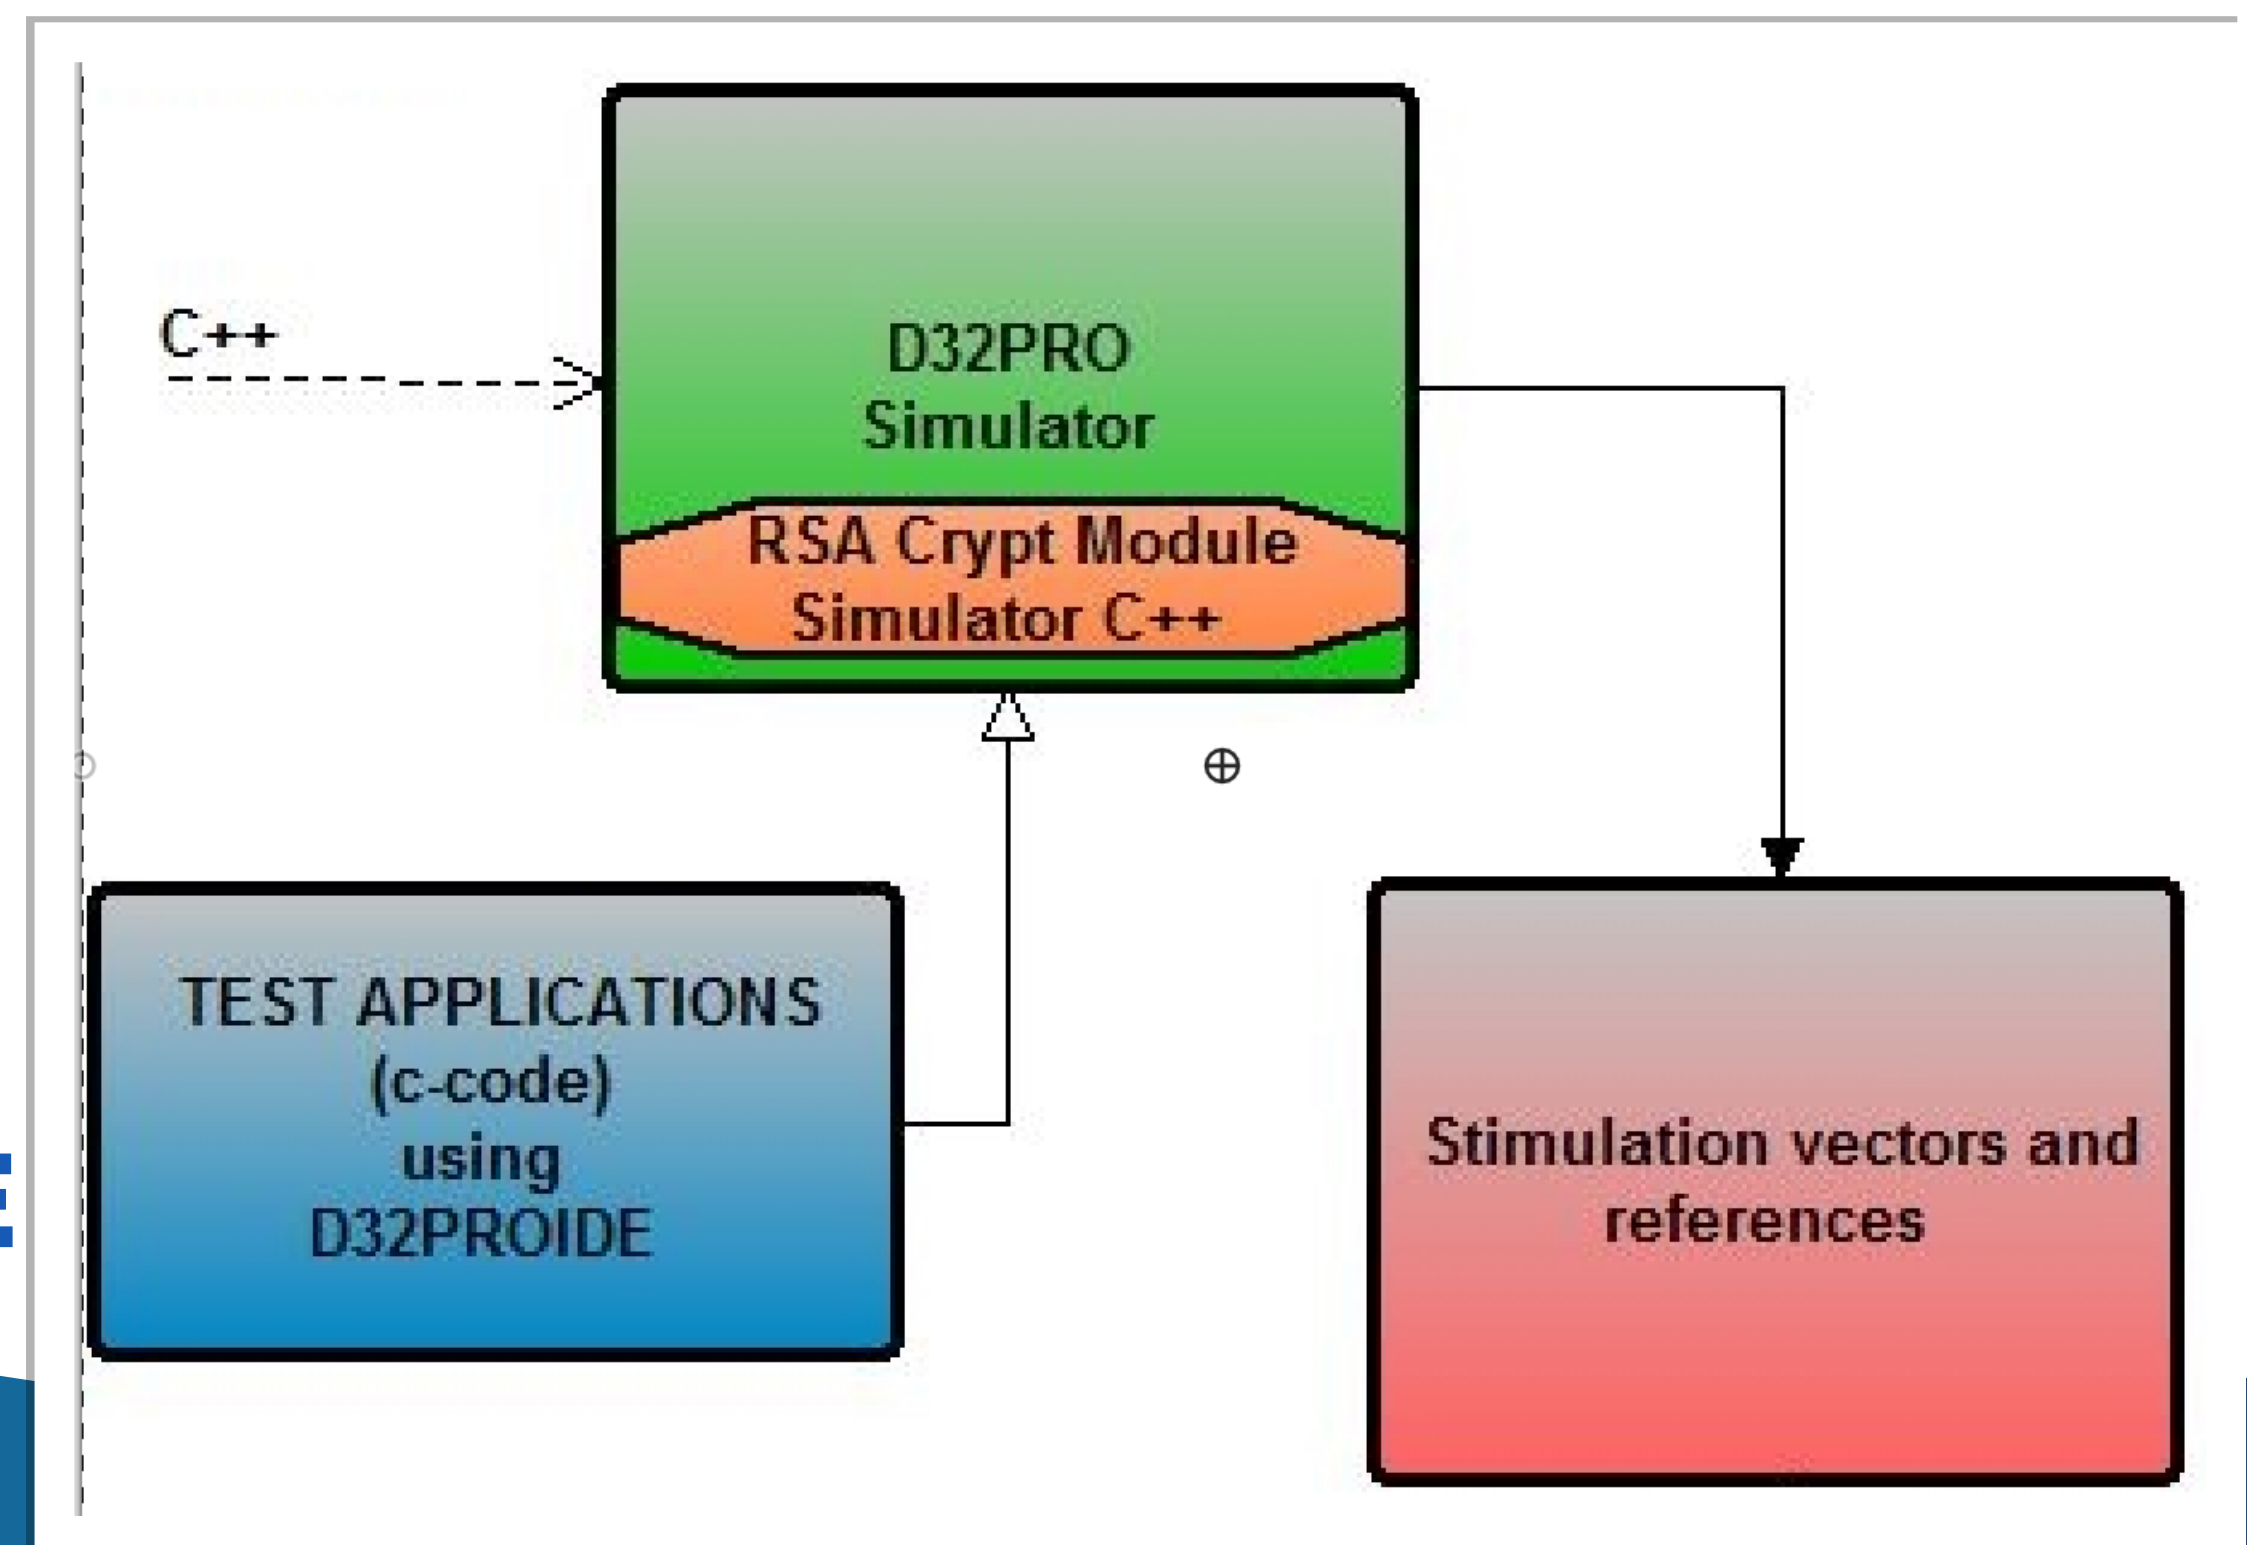 C++
D32PRO
Simulator
RSA Crypt Module
Simulator C++
TEST APPLICATIONS
(c-code)
using
D32PROIDE
Stimulation vectors and
references